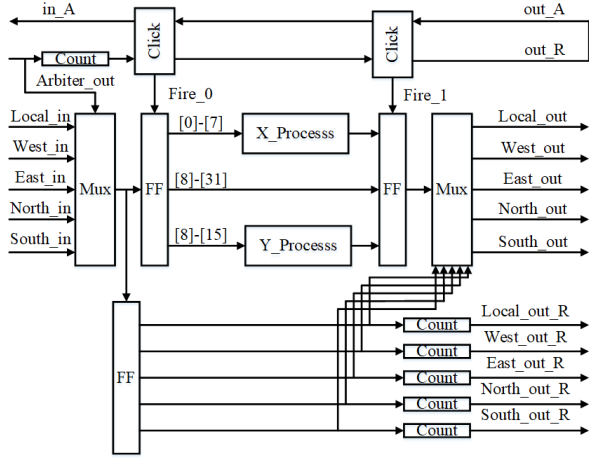 in_A
out_A
Click
Click
out_R
Count
Arbiter_out
Fire_0
Fire_1
Local_in
[0]-[7]
X_Processs
Local_out
West_in
West_out
East_in
Mux
FF
[8]-[31]
FF
Mux
East_out
North_in
North_out
South_in
[8]-[15]
Y_Processs
South_out
FF
Count
Local_out_R
Count
West_out_R
Count
East_out_R
Count
North_out_R
Count
South_out_R